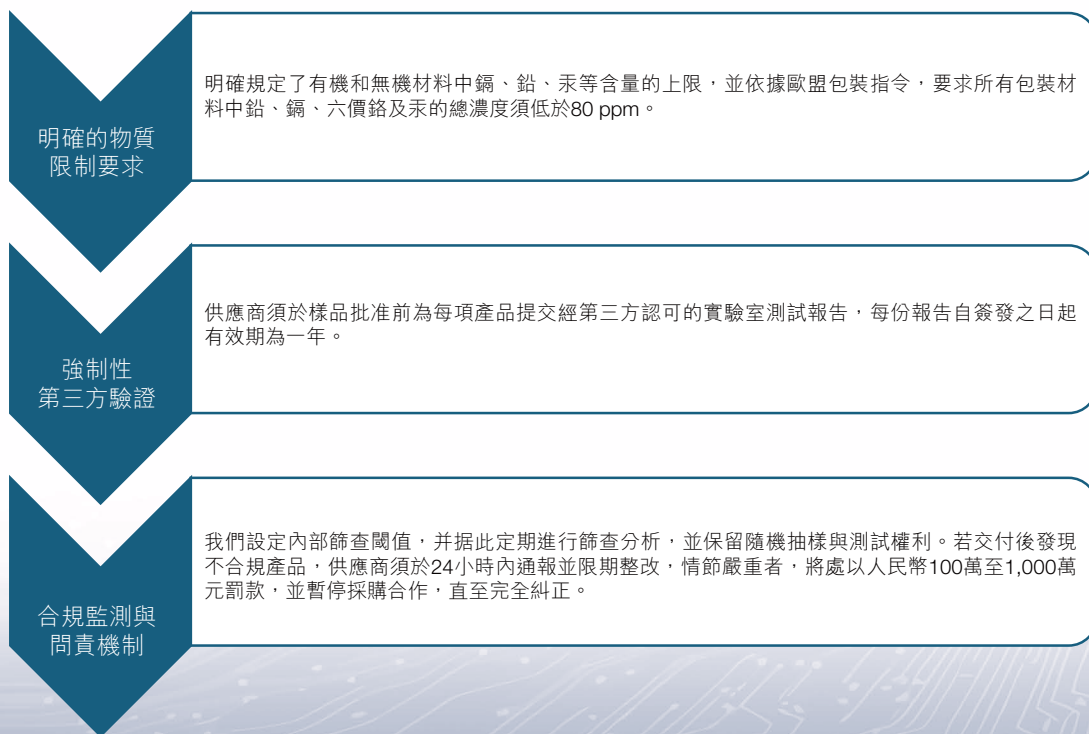 明確的物質
限制要求
明確規定了有機和無機材料中鎘、鉛、汞等含量的上限，並依據歐盟包裝指令，要求所有包裝材
料中鉛、鎘、六價鉻及汞的總濃度須低於80 ppm。
強制性
第三方驗證
供應商須於樣品批准前為每項產品提交經第三方認可的實驗室測試報告，每份報告自簽發之日起
有效期為一年。
合規監測與
問責機制
我們設定內部篩查閾值，并据此定期進行篩查分析，並保留隨機抽樣與測試權利。若交付後發現
不合規產品，供應商須於24小時內通報並限期整改，情節嚴重者，將處以人民幣100萬至1,000萬
元罰款，並暫停採購合作，直至完全糾正。